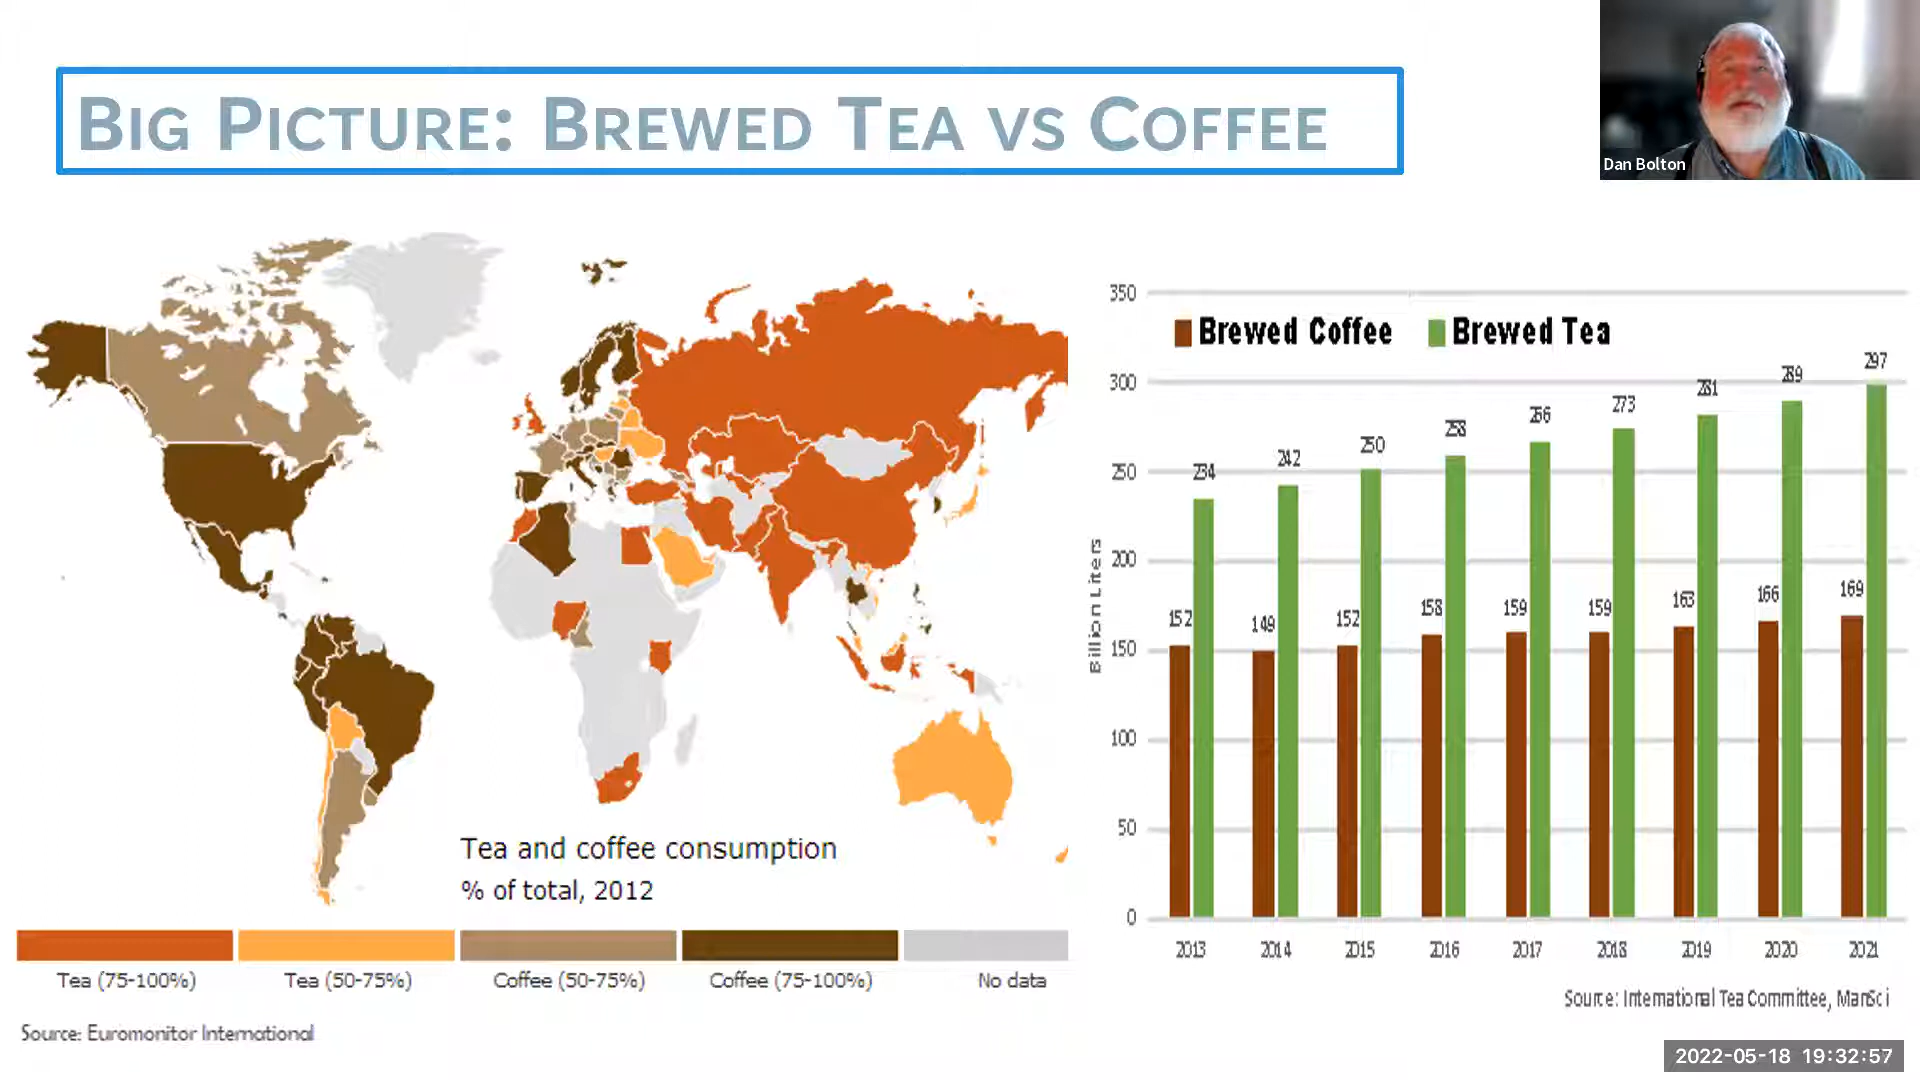 BIG PICTURE: BREWED TEA VS COFFEE
Dan Bolton
Tea and coffee consumption
% of total, 2012
Tea (75-100%) Tea (50-75%) Coffee (50-75%) Coffee (75-100%) No data
Source: Euromonitor International
Brewed Coffee Brewed Tea
Billion Liters
350
300
250
200
150
100
50
0
152 234
149 242
152 250
158 258
159 266
159 273
163 281
166 289
169 297
2013 2014 2015 2016 2017 2018 2019 2020 2021
Source: International Tea Committee, ManSci
2022-05-18 19:32:57